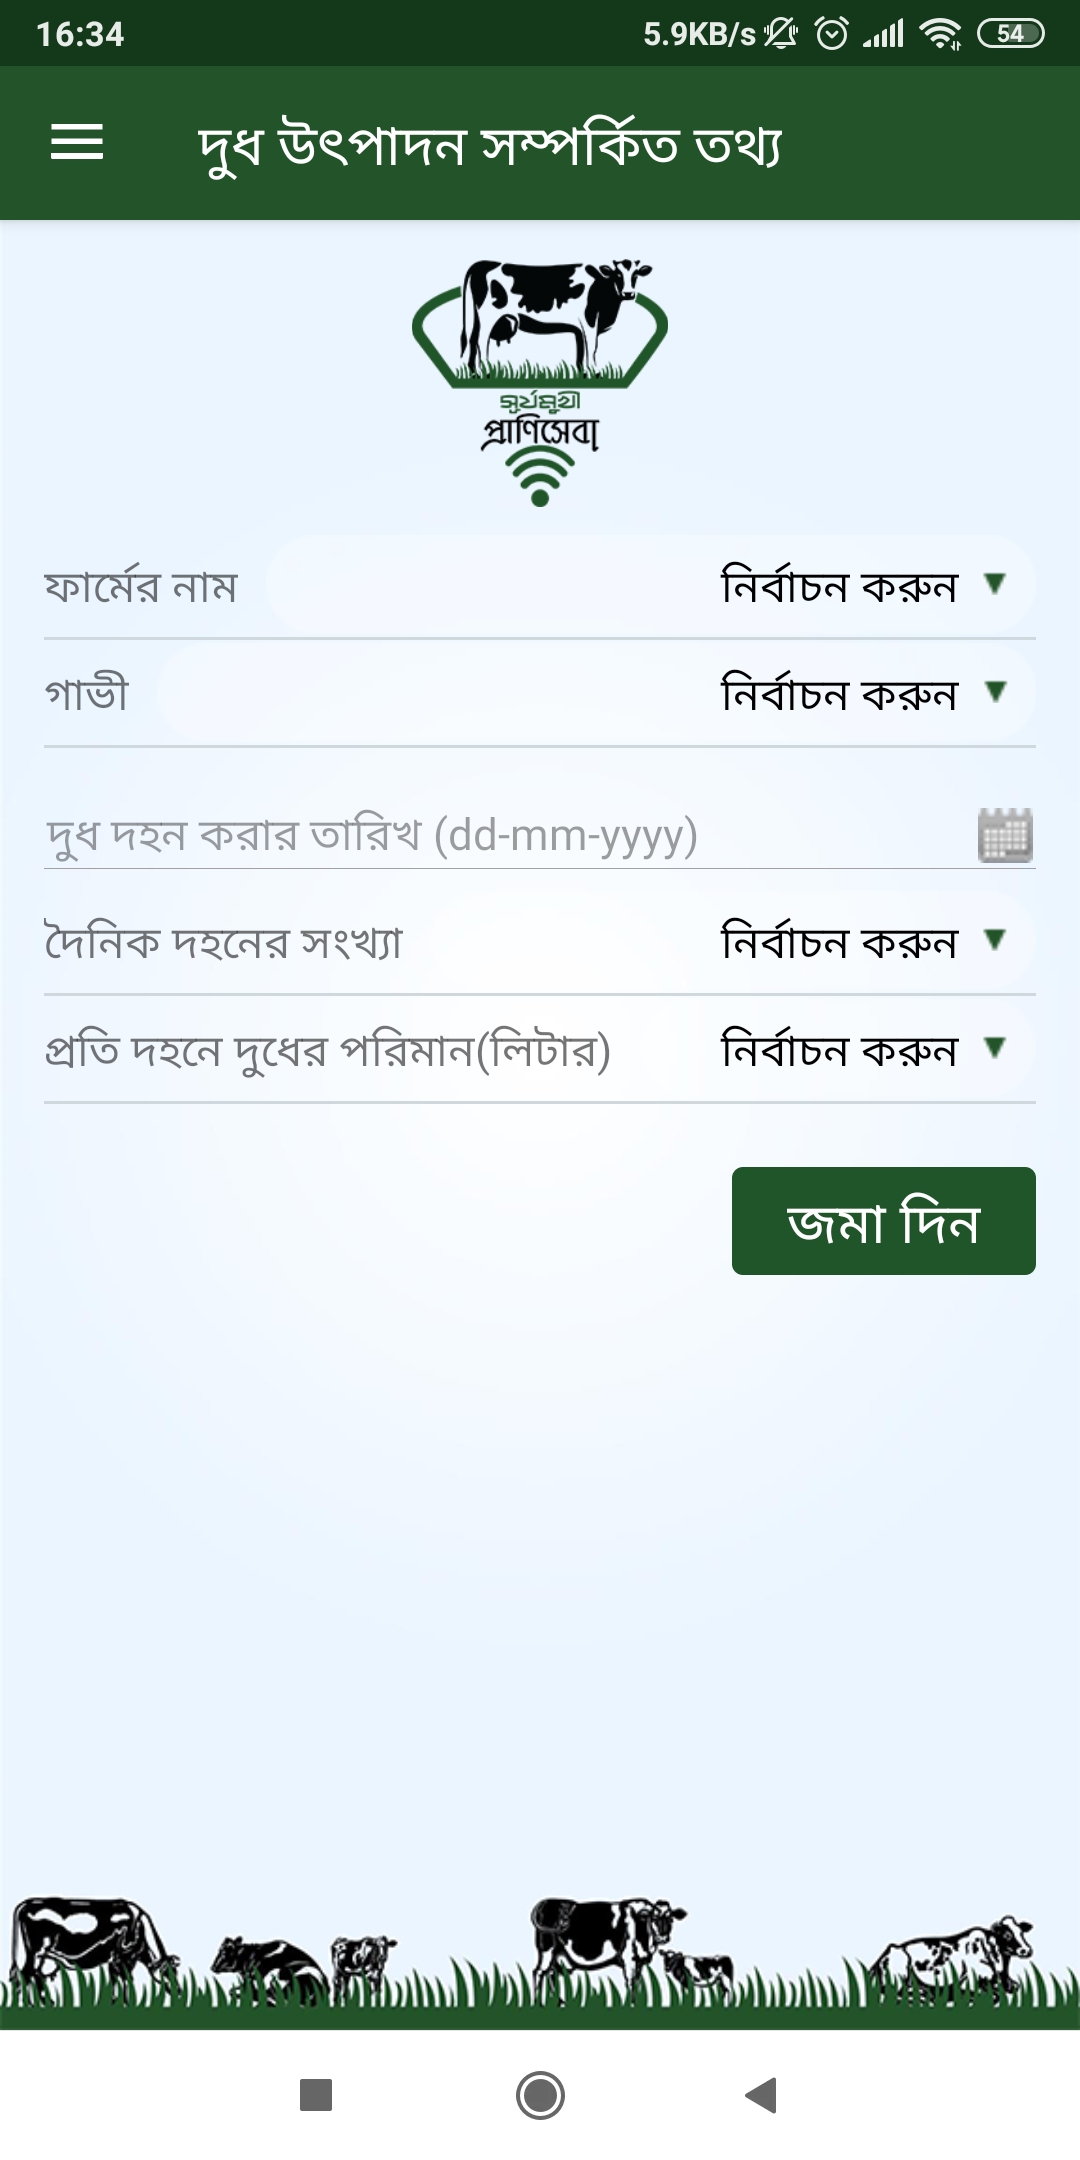 16:34 5.9KB/s 54
দুধ উৎপাদন সম্পর্কিত তথ্য
সূর্যমুখী
প্রাণিসেবা
ফার্মের নাম নির্বাচন করুন
গাভী নির্বাচন করুন
দুধ দহন করার তারিখ (dd-mm-yyyy)
দৈনিক দহনের সংখ্যা নির্বাচন করুন
প্রতি দহনে দুধের পরিমান(লিটার) নির্বাচন করুন
জমা দিন